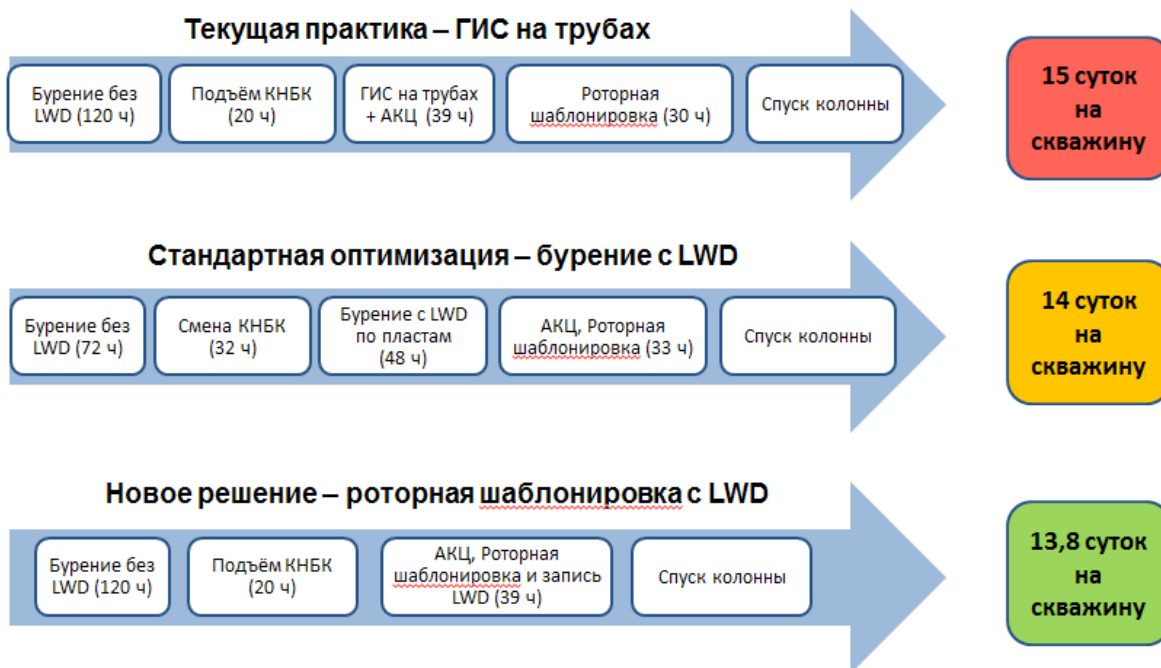 Текущая практика – ГИС на трубах
Бурение без
LWD (120 ч)
Подъём КНБК
(20 ч)
ГИС на трубах
+ АКЦ (39 ч)
Роторная
шаблонировка (30 ч)
Спуск колонны
15 суток
на
скважину
Стандартная оптимизация – бурение с LWD
Бурение без
LWD (72 ч)
Смена КНБК
(32 ч)
Бурение с LWD
по пластам
(48 ч)
АКЦ, Роторная
шаблонировка (33 ч)
Спуск колонны
14 суток
на
скважину
Новое решение – роторная шаблонировка с LWD
Бурение без
LWD (120 ч)
Подъём КНБК
(20 ч)
АКЦ, Роторная
шаблонировка и запись
LWD (39 ч)
Спуск колонны
13,8 суток
на
скважину